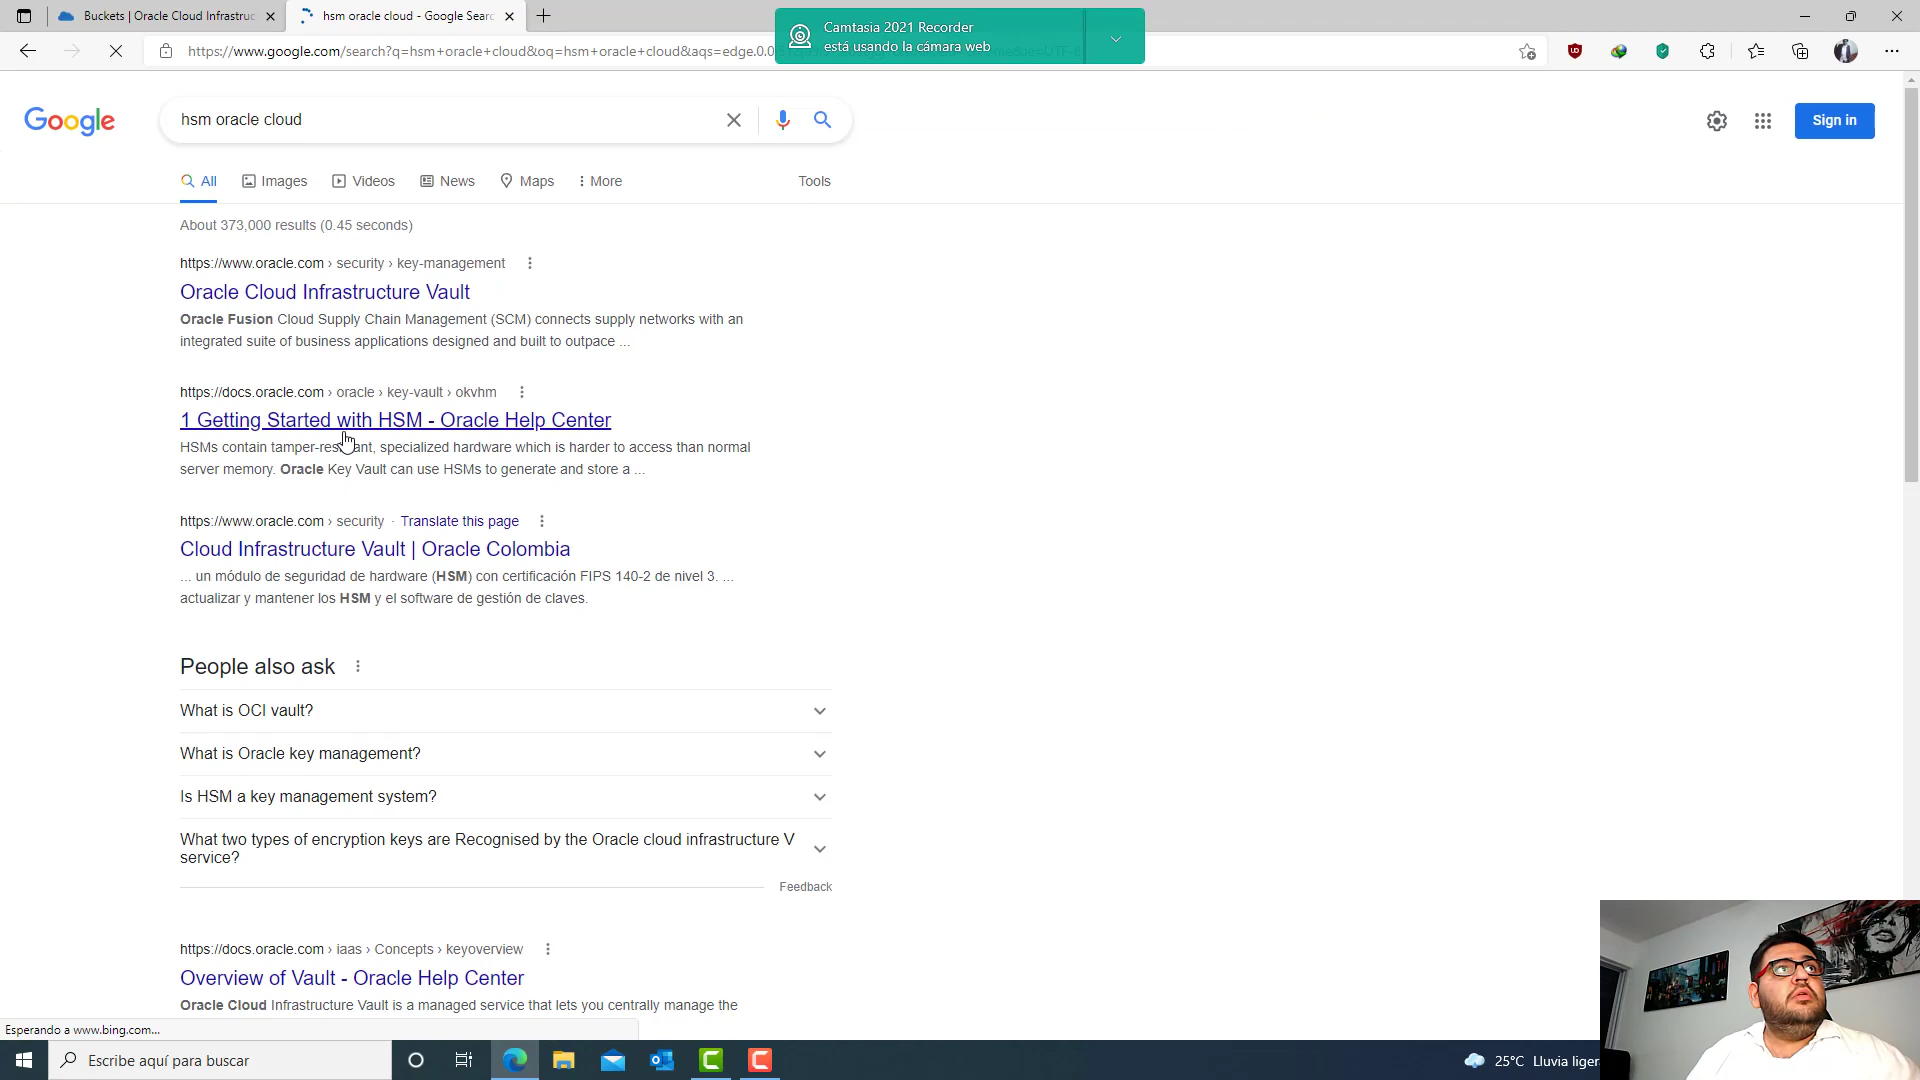 Buckets | Oracle Cloud Infrastruc
hsm oracle cloud - Google Searc
Camtasia 2021 Recorder
está usando la cámara web
https://www.google.com/search?q=hsm+oracle+cloud&oq=hsm+oracle+cloud&aqs=edge.0.0
Google
hsm oracle cloud
Sign in
All
Images
Videos
News
Maps
More
Tools
About 373,000 results (0.45 seconds)
https://www.oracle.com › security › key-management
Oracle Cloud Infrastructure Vault
Oracle Fusion Cloud Supply Chain Management (SCM) connects supply networks with an
integrated suite of business applications designed and built to outpace ...
https://docs.oracle.com › oracle › key-vault › okvhm
1 Getting Started with HSM - Oracle Help Center
HSMs contain tamper-resistant, specialized hardware which is harder to access than normal
server memory. Oracle Key Vault can use HSMs to generate and store a ...
https://www.oracle.com › security · Translate this page
Cloud Infrastructure Vault | Oracle Colombia
... un módulo de seguridad de hardware (HSM) con certificación FIPS 140-2 de nivel 3. ...
actualizar y mantener los HSM y el software de gestión de claves.
People also ask
What is OCI vault?
What is Oracle key management?
Is HSM a key management system?
What two types of encryption keys are Recognised by the Oracle cloud infrastructure V
service?
Feedback
https://docs.oracle.com › iaas › Concepts › keyoverview
Overview of Vault - Oracle Help Center
Oracle Cloud Infrastructure Vault is a managed service that lets you centrally manage the
Esperando a www.bing.com...
Escribe aquí para buscar
25°C Lluvia liger